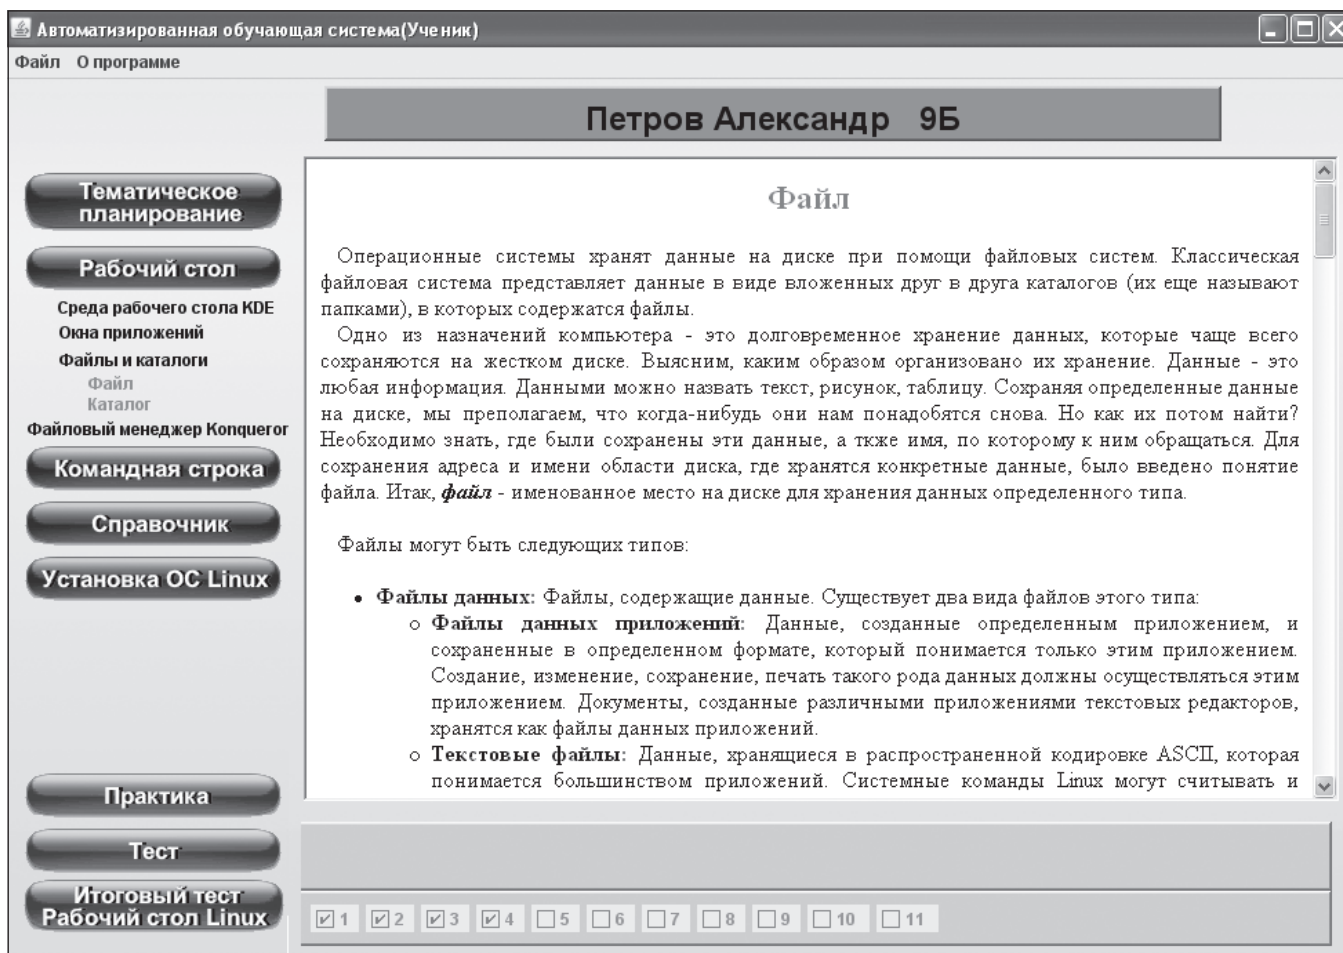 Автоматизированная обучающая система(Ученик)
Файл О программе
Петров Александр 9Б
Тематическое
планирование
Рабочий стол
Среда рабочего стола KDE
Окна приложений
Файлы и каталоги
Файл
Каталог
Файловый менеджер Konqueror
Командная строка
Справочник
Установка ОС Linux
Практика
Тест
Итоговый тест
Рабочий стол Linux
Файл
Операционные системы хранят данные на диске при помощи файловых систем. Классическая
файловая система представляет данные в виде вложенных друг в друга каталогов (их еще называют
папками), в которых содержатся файлы.
Одно из назначений компьютера - это долговременное хранение данных, которые чаще всего
сохраняются на жестком диске. Выясним, каким образом организовано их хранение. Данные - это
любая информация. Данными можно назвать текст, рисунок, таблицу. Сохраняя определенные данные
на диске, мы преполагаем, что когда-нибудь они нам понадобятся снова. Но как их потом найти?
Необходимо знать, где были сохранены эти данные, а ткже имя, по которому к ним обращаться. Для
сохранения адреса и имени области диска, где хранятся конкретные данные, было введено понятие
файла. Итак, файл - именованное место на диске для хранения данных определенного типа.
Файлы могут быть следующих типов:
• Файлы данных: Файлы, содержащие данные. Существует два вида файлов этого типа:
○ Файлы данных приложений: Данные, созданные определенным приложением, и
сохраненные в определенном формате, который понимается только этим приложением.
Создание, изменение, сохранение, печать такого рода данных должны осуществляться этим
приложением. Документы, созданные различными приложениями текстовых редакторов,
хранятся как файлы данных приложений.
○ Текстовые файлы: Данные, хранящиеся в распространенной кодировке ASCII, которая
понимается большинством приложений. Системные команды Linux могут считывать и
1 2 3 4 5 6 7 8 9 10 11